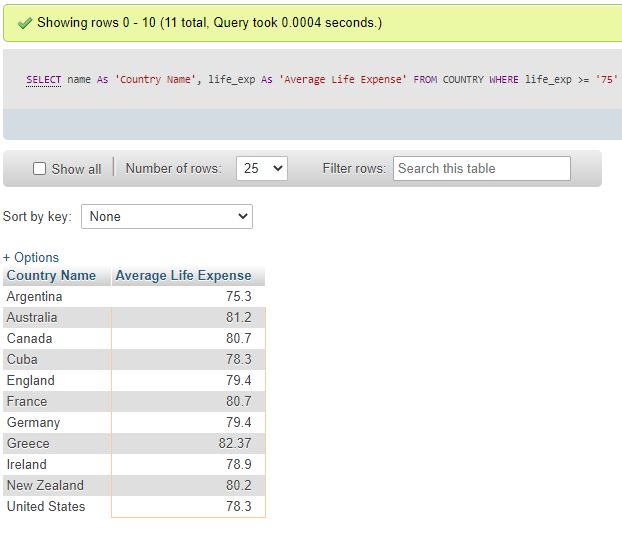 Showing rows 0 - 10 (11 total, Query took 0.0004 seconds.)
SELECT name As 'Country Name', life_exp As 'Average Life Expense' FROM COUNTRY WHERE life_exp >= '75'
Show all Number of rows: 25 Filter rows: Search this table
Sort by key: None
+ Options
Country Name Average Life Expense
Argentina 75.3
Australia 81.2
Canada 80.7
Cuba 78.3
England 79.4
France 80.7
Germany 79.4
Greece 82.37
Ireland 78.9
New Zealand 80.2
United States 78.3